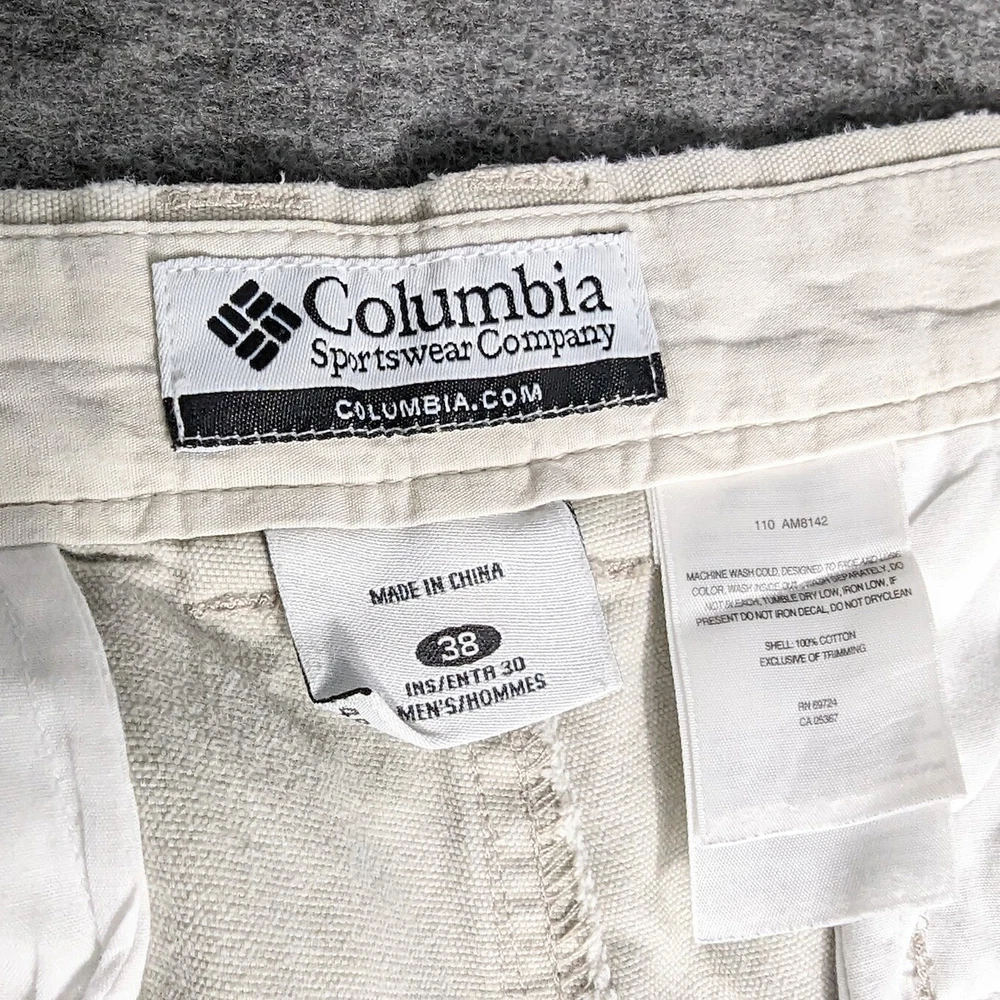 Columbia
Sportswear Company
COLUMBIA.COM
MADE IN CHINA
38
INS/ENTR 30
MEN'S/HOMMES
110 AM8142
MACHINE WASH COLD, DESIGNED TO FADE AND LOSE
COLOR, WASH INSIDE OUT, WASH SEPARATELY, DO
NOT BLEACH, TUMBLE DRY LOW, IRON LOW, IF
PRESENT DO NOT IRON DECAL, DO NOT DRYCLEAN
SHELL: 100% COTTON
EXCLUSIVE OF TRIMMING
RN 69724
CA 05367